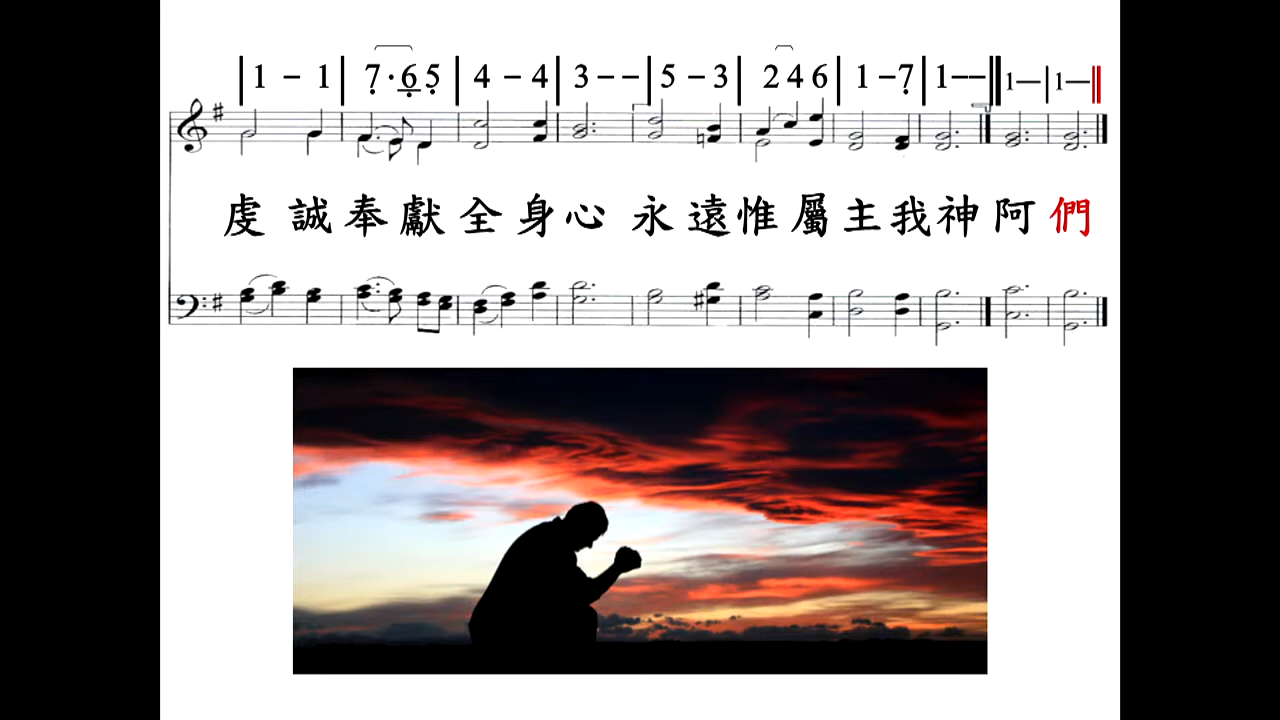 |1 – 1|7·6 5|4 – 4|3 – –|5 – 3|2 4 6|1 – 7|1 – –‖1 —|1 —‖
虔誠奉獻全身心永遠惟屬主我神阿們